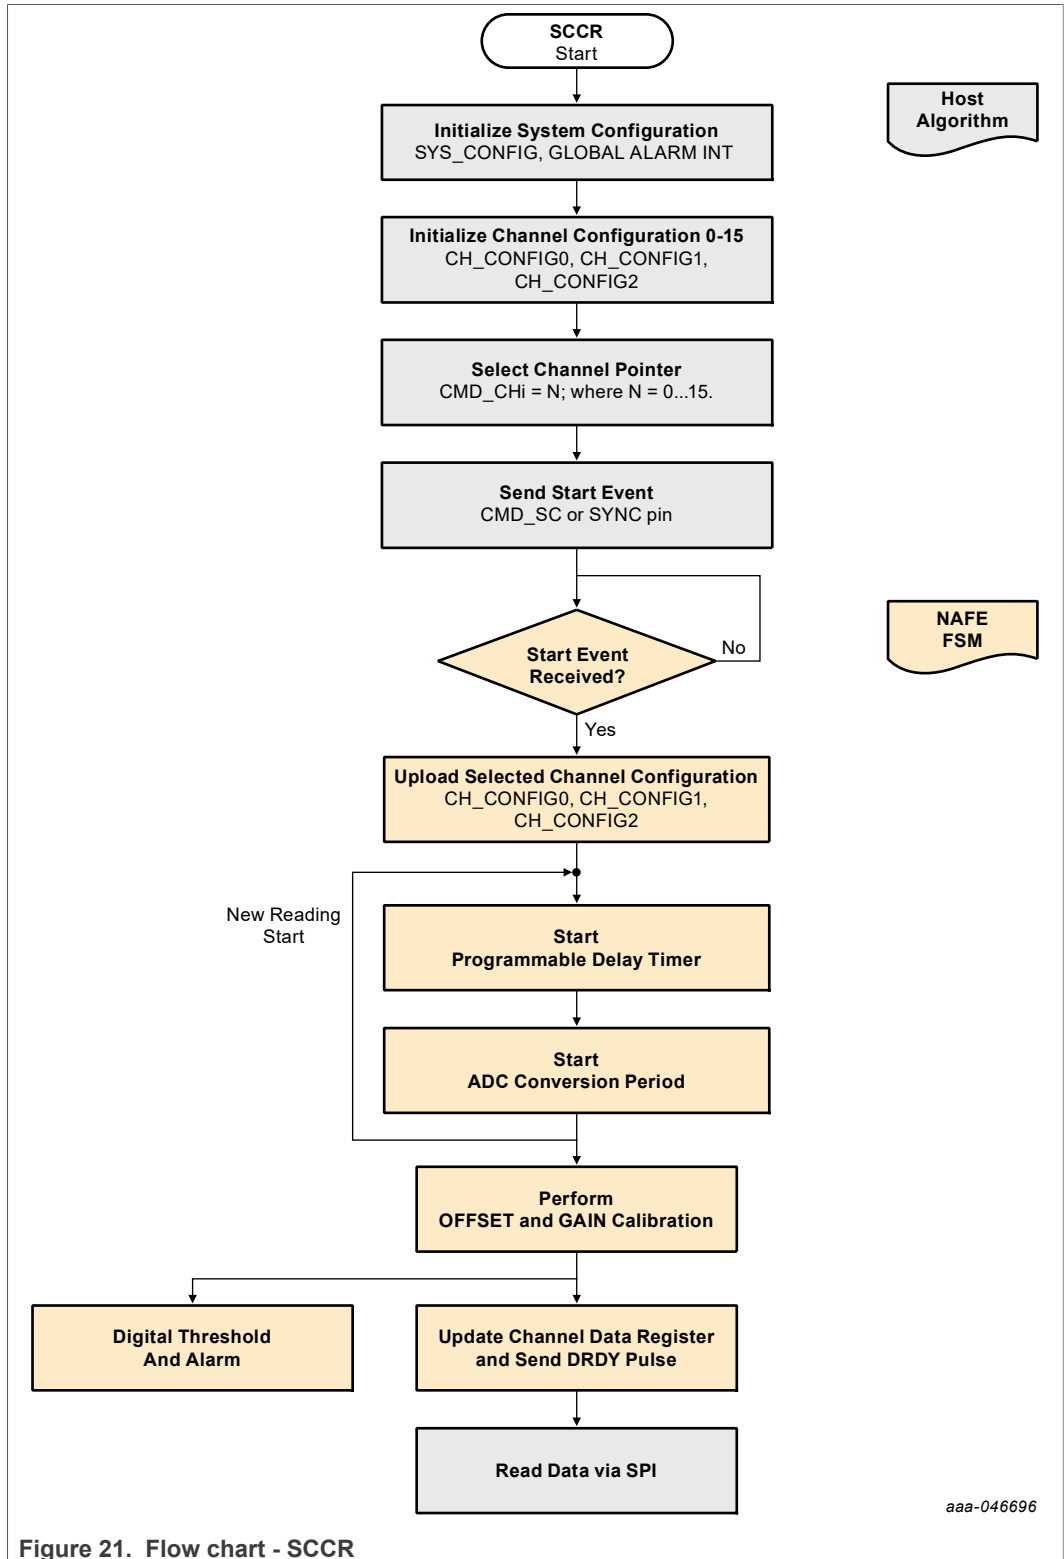 SCCR
Start
Host
Algorithm
Initialize System Configuration
SYS_CONFIG, GLOBAL ALARM INT
Initialize Channel Configuration 0-15
CH_CONFIG0, CH_CONFIG1,
CH_CONFIG2
Select Channel Pointer
CMD_CHi = N; where N = 0...15.
Send Start Event
CMD_SC or SYNC pin
NAFE
FSM
Start Event
Received?
No
Yes
Upload Selected Channel Configuration
CH_CONFIG0, CH_CONFIG1,
CH_CONFIG2
New Reading
Start
Start
Programmable Delay Timer
Start
ADC Conversion Period
Perform
OFFSET and GAIN Calibration
Digital Threshold
And Alarm
Update Channel Data Register
and Send DRDY Pulse
Read Data via SPI
aaa-046696
Figure 21. Flow chart - SCCR